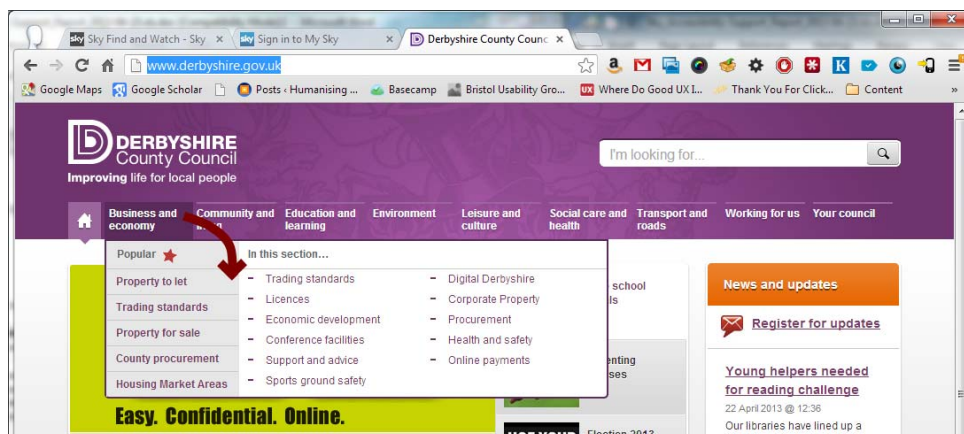 sky Sky Find and Watch - Sky
sky Sign in to My Sky
Derbyshire County Counc
www.derbyshire.gov.uk
Google Maps
Google Scholar
Posts ‹ Humanising ...
Basecamp
Bristol Usability Gro...
UX Where Do Good UX I...
Thank You For Click...
Content
»
DERBYSHIRE
County Council
Improving life for local people
I'm looking for...
Business and economy
Community and
Education and learning
Environment
Leisure and culture
Social care and health
Transport and roads
Working for us
Your council
Popular
Property to let
Trading standards
Property for sale
County procurement
Housing Market Areas
In this section...
Trading standards
Licences
Economic development
Conference facilities
Support and advice
Sports ground safety
Digital Derbyshire
Corporate Property
Procurement
Health and safety
Online payments
school
Easy. Confidential. Online.
News and updates
Register for updates
Young helpers needed
for reading challenge
22 April 2013 @ 12:36
Our libraries have lined up a